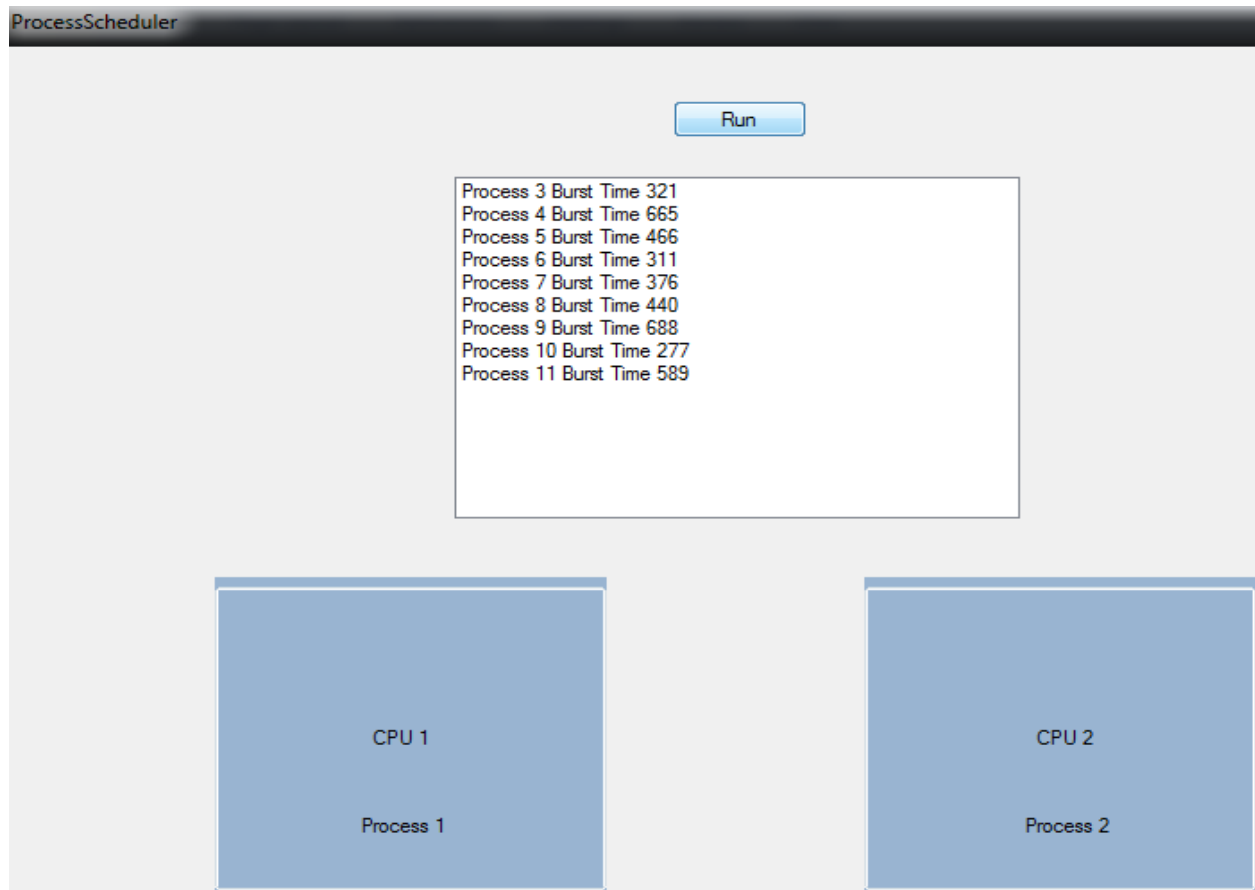 ProcessScheduler
Run
Process 3 Burst Time 321
Process 4 Burst Time 665
Process 5 Burst Time 466
Process 6 Burst Time 311
Process 7 Burst Time 376
Process 8 Burst Time 440
Process 9 Burst Time 688
Process 10 Burst Time 277
Process 11 Burst Time 589
CPU 1
CPU 2
Process 1
Process 2